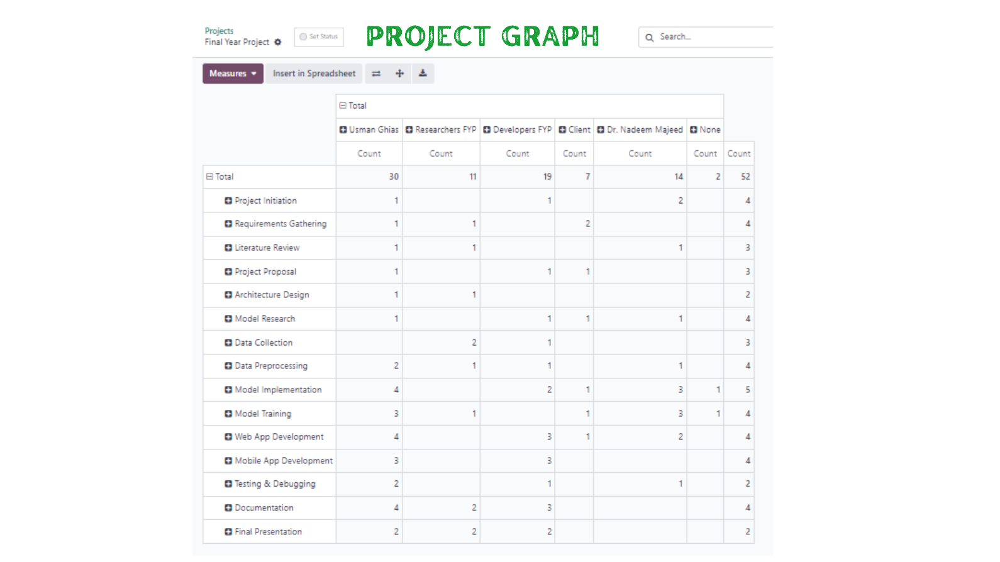 Projects
Final Year Project
Set Status
PROJECT GRAPH
Search...
Measures
Insert in Spreadsheet
Total
Usman Ghias Researchers FYP Developers FYP Client Dr. Nadeem Majeed None
Count Count Count Count Count Count Count
Total 30 11 19 7 14 2 52
Project Initiation 1 1 2 4
Requirements Gathering 1 1 2 4
Literature Review 1 1 1 3
Project Proposal 1 1 1 3
Architecture Design 1 1 2
Model Research 1 1 1 1 4
Data Collection 2 1 3
Data Preprocessing 2 1 1 1 4
Model Implementation 4 2 1 3 1 5
Model Training 3 1 1 3 1 4
Web App Development 4 3 1 2 4
Mobile App Development 3 3 4
Testing & Debugging 2 1 1 2
Documentation 4 2 3 4
Final Presentation 2 2 2 2